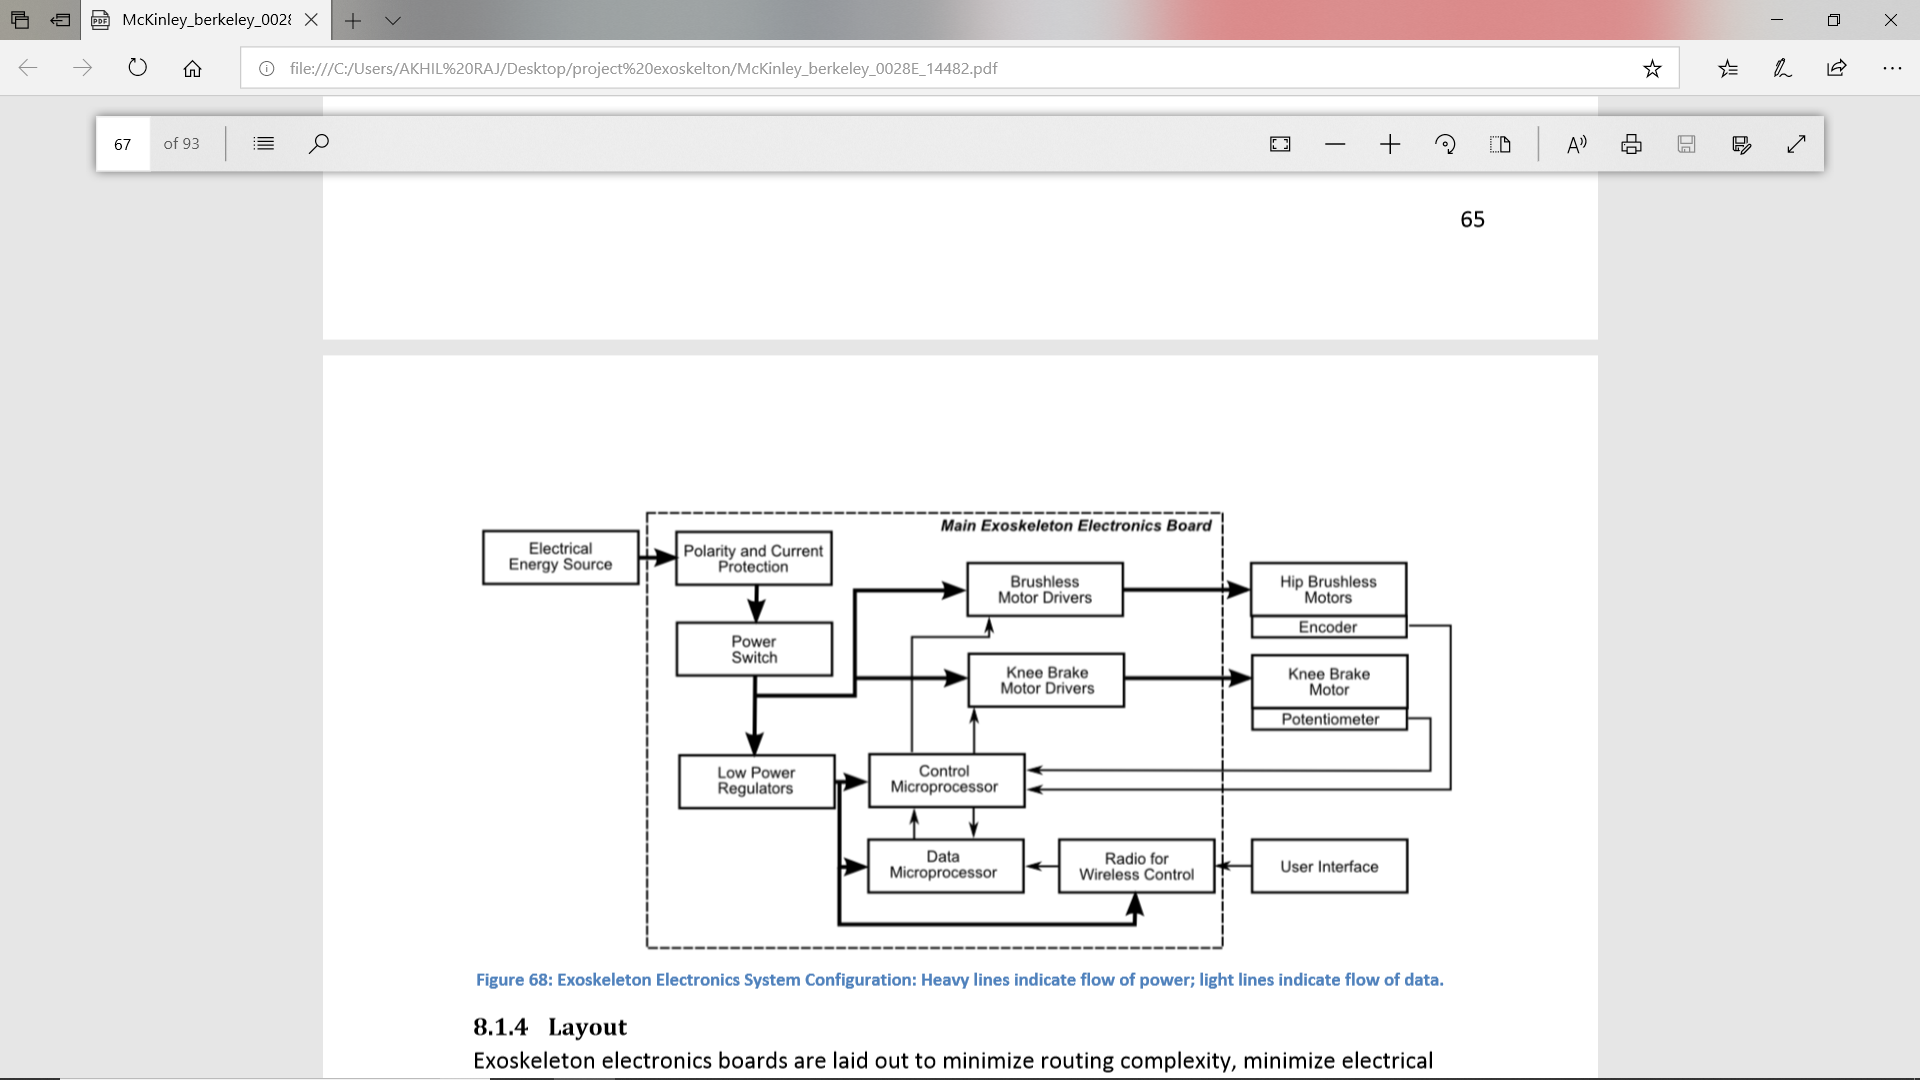 McKinley_berkeley_0028
file:///C:/Users/AKHIL%20RAJ/Desktop/project%20exoskelton/McKinley_berkeley_0028E_14482.pdf
67 of 93
65
Main Exoskeleton Electronics Board
Electrical
Energy Source
Polarity and Current
Protection
Brushless
Motor Drivers
Hip Brushless
Motors
Encoder
Power
Switch
Knee Brake
Motor Drivers
Knee Brake
Motor
Potentiometer
Low Power
Regulators
Control
Microprocessor
Data
Microprocessor
Radio for
Wireless Control
User Interface
Figure 68: Exoskeleton Electronics System Configuration: Heavy lines indicate flow of power; light lines indicate flow of data.
8.1.4 Layout
Exoskeleton electronics boards are laid out to minimize routing complexity, minimize electrical